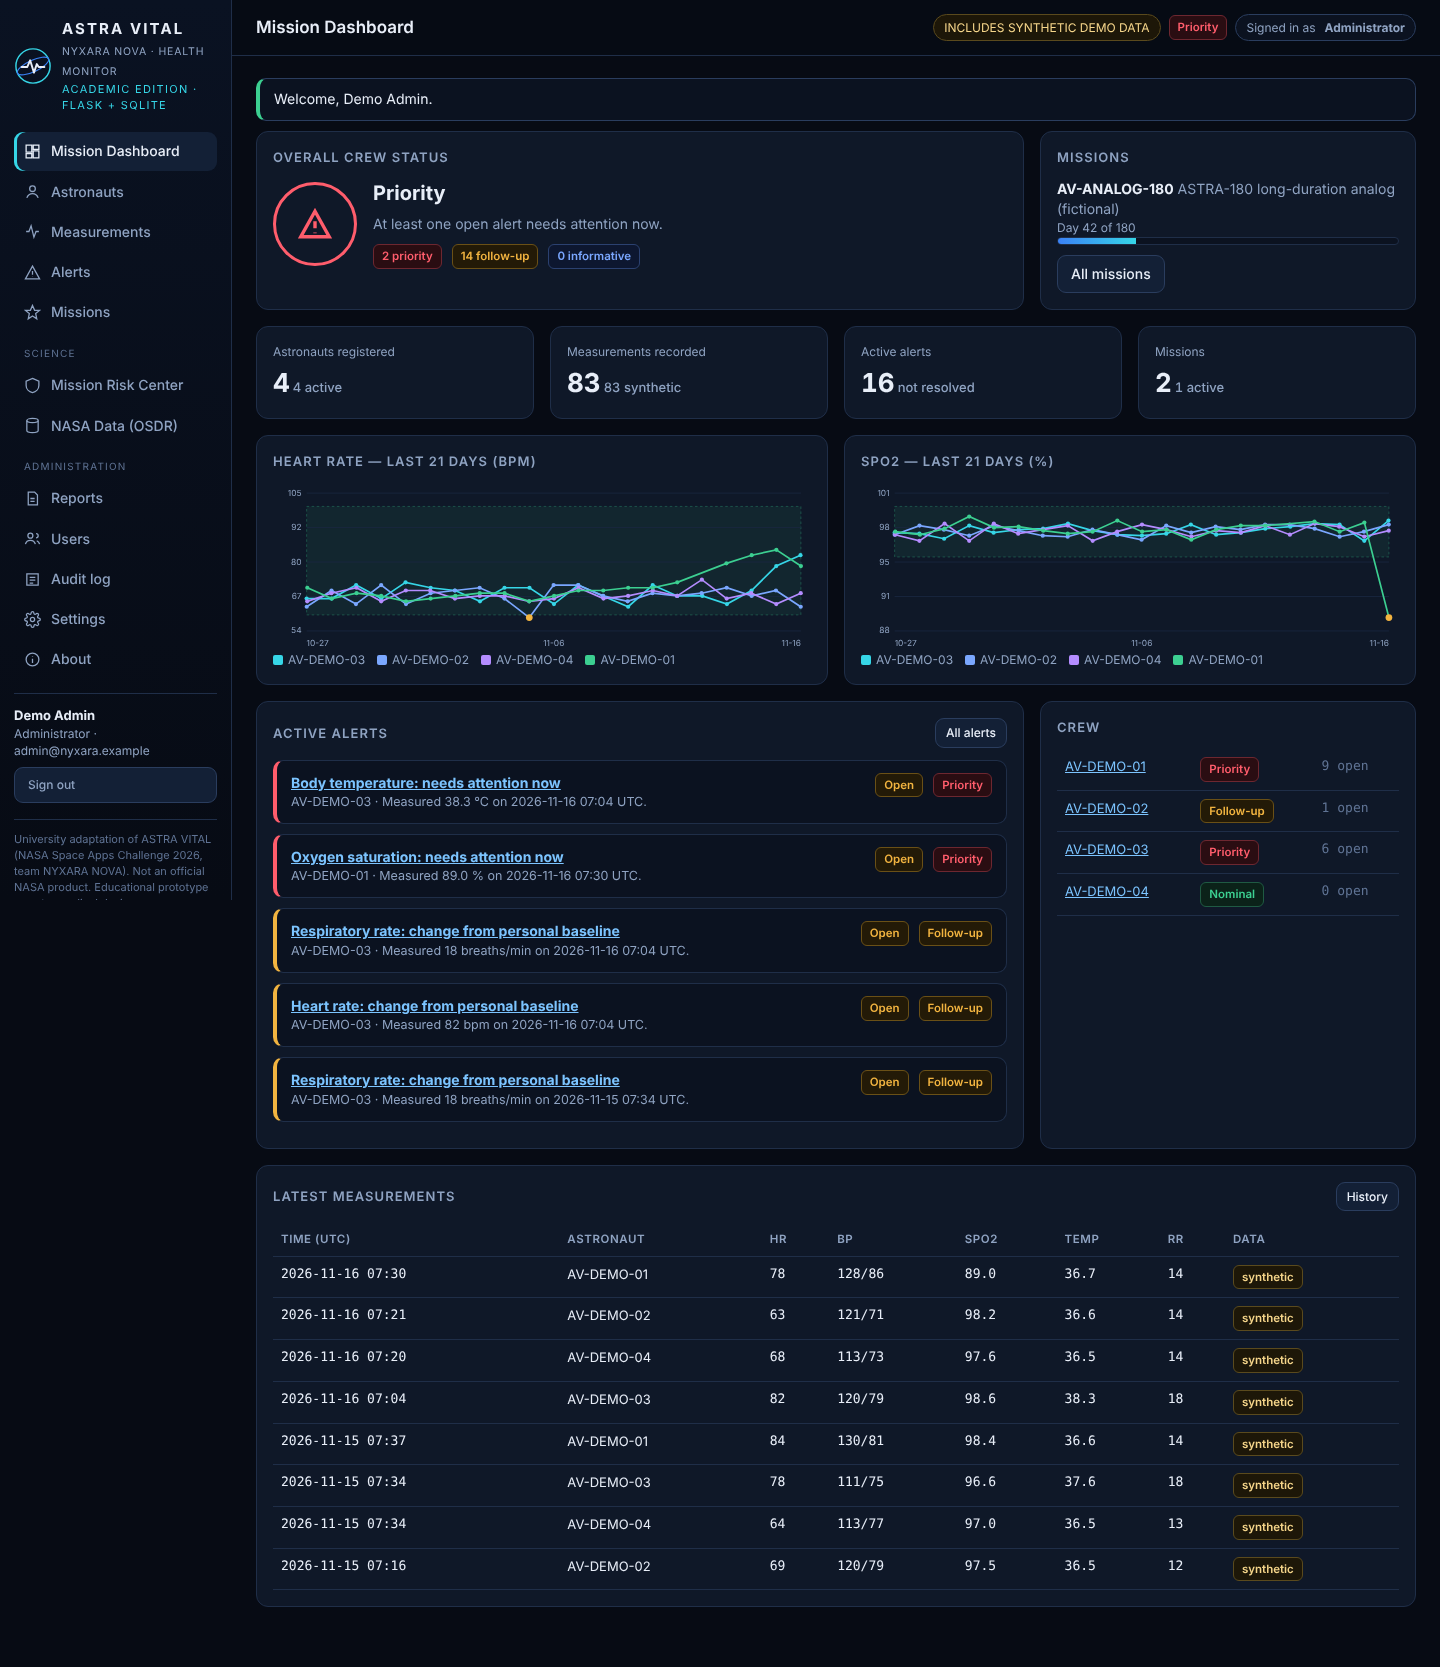 ASTRA VITAL
NYXARA NOVA · HEALTH
MONITOR
ACADEMIC EDITION ·
FLASK + SQLITE
Mission Dashboard
Astronauts
Measurements
Alerts
Missions
SCIENCE
Mission Risk Center
NASA Data (OSDR)
ADMINISTRATION
Reports
Users
Audit log
Settings
About
Demo Admin
Administrator ·
admin@nyxara.example
Sign out
University adaptation of ASTRA VITAL
(NASA Space Apps Challenge 2026,
team NYXARA NOVA). Not an official
NASA product. Educational prototype
Mission Dashboard
INCLUDES SYNTHETIC DEMO DATA
Priority
Signed in as Administrator
Welcome, Demo Admin.
OVERALL CREW STATUS
Priority
At least one open alert needs attention now.
2 priority 14 follow-up 0 informative
MISSIONS
AV-ANALOG-180 ASTRA-180 long-duration analog
(fictional)
Day 42 of 180
All missions
Astronauts registered
4 4 active
Measurements recorded
83 83 synthetic
Active alerts
16 not resolved
Missions
2 1 active
HEART RATE — LAST 21 DAYS (BPM)
105
92
80
67
54
10-27 11-06 11-16
AV-DEMO-03 AV-DEMO-02 AV-DEMO-04 AV-DEMO-01
SPO2 — LAST 21 DAYS (%)
101
98
95
91
88
10-27 11-06 11-16
AV-DEMO-03 AV-DEMO-02 AV-DEMO-04 AV-DEMO-01
ACTIVE ALERTS
All alerts
Body temperature: needs attention now
AV-DEMO-03 · Measured 38.3 °C on 2026-11-16 07:04 UTC.
Open Priority
Oxygen saturation: needs attention now
AV-DEMO-01 · Measured 89.0 % on 2026-11-16 07:30 UTC.
Open Priority
Respiratory rate: change from personal baseline
AV-DEMO-03 · Measured 18 breaths/min on 2026-11-16 07:04 UTC.
Open Follow-up
Heart rate: change from personal baseline
AV-DEMO-03 · Measured 82 bpm on 2026-11-16 07:04 UTC.
Open Follow-up
Respiratory rate: change from personal baseline
AV-DEMO-03 · Measured 18 breaths/min on 2026-11-15 07:34 UTC.
Open Follow-up
CREW
AV-DEMO-01 Priority 9 open
AV-DEMO-02 Follow-up 1 open
AV-DEMO-03 Priority 6 open
AV-DEMO-04 Nominal 0 open
LATEST MEASUREMENTS
History
TIME (UTC) ASTRONAUT HR BP SPO2 TEMP RR DATA
2026-11-16 07:30 AV-DEMO-01 78 128/86 89.0 36.7 14 synthetic
2026-11-16 07:21 AV-DEMO-02 63 121/71 98.2 36.6 14 synthetic
2026-11-16 07:20 AV-DEMO-04 68 113/73 97.6 36.5 14 synthetic
2026-11-16 07:04 AV-DEMO-03 82 120/79 98.6 38.3 18 synthetic
2026-11-15 07:37 AV-DEMO-01 84 130/81 98.4 36.6 14 synthetic
2026-11-15 07:34 AV-DEMO-03 78 111/75 96.6 37.6 18 synthetic
2026-11-15 07:34 AV-DEMO-04 64 113/77 97.0 36.5 13 synthetic
2026-11-15 07:16 AV-DEMO-02 69 120/79 97.5 36.5 12 synthetic